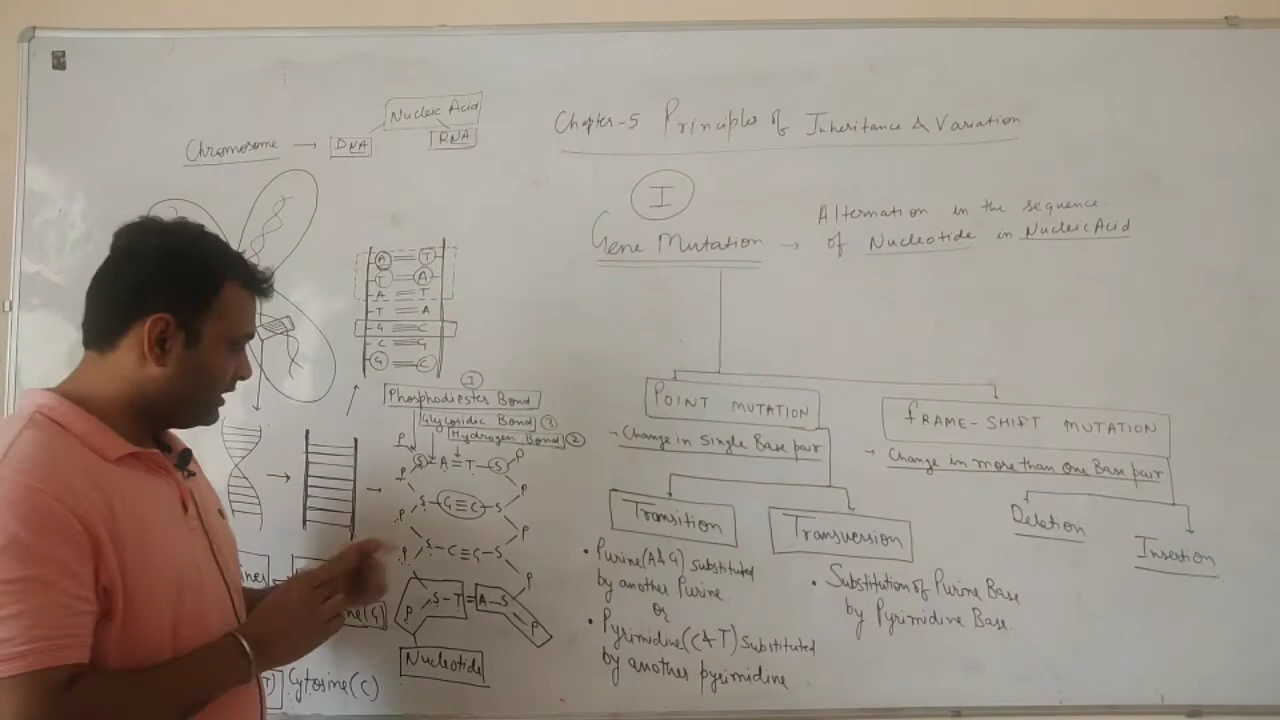 Nucleic Acid
Chromosome → DNA RNA
Chapter-5 Principles of Inheritance & Variation
I
Gene Mutation → Alternation in the sequence
of Nucleotide in Nucleic Acid
A T
T A
A T
T A
G C
C G
G C
1
Phosphodiester Bond
Glycosidic Bond 3
Hydrogen Bond 2
P P
S-A=T-S
P P
S-G≡C-S
P P
S-C≡G-S
P P
P S-T=A-S P
Nucleotide
Cytosine (C)
POINT MUTATION
- Change in single Base pair
FRAME-SHIFT MUTATION
- Change in more than one Base pair
Transition
Transversion
Deletion
Insertion
• Purine (A&G) Substituted
by another Purine.
or
• Pyrimidine (C&T) Substituted
by another pyrimidine
• Substitution of Purine Base
by Pyrimidine Base.